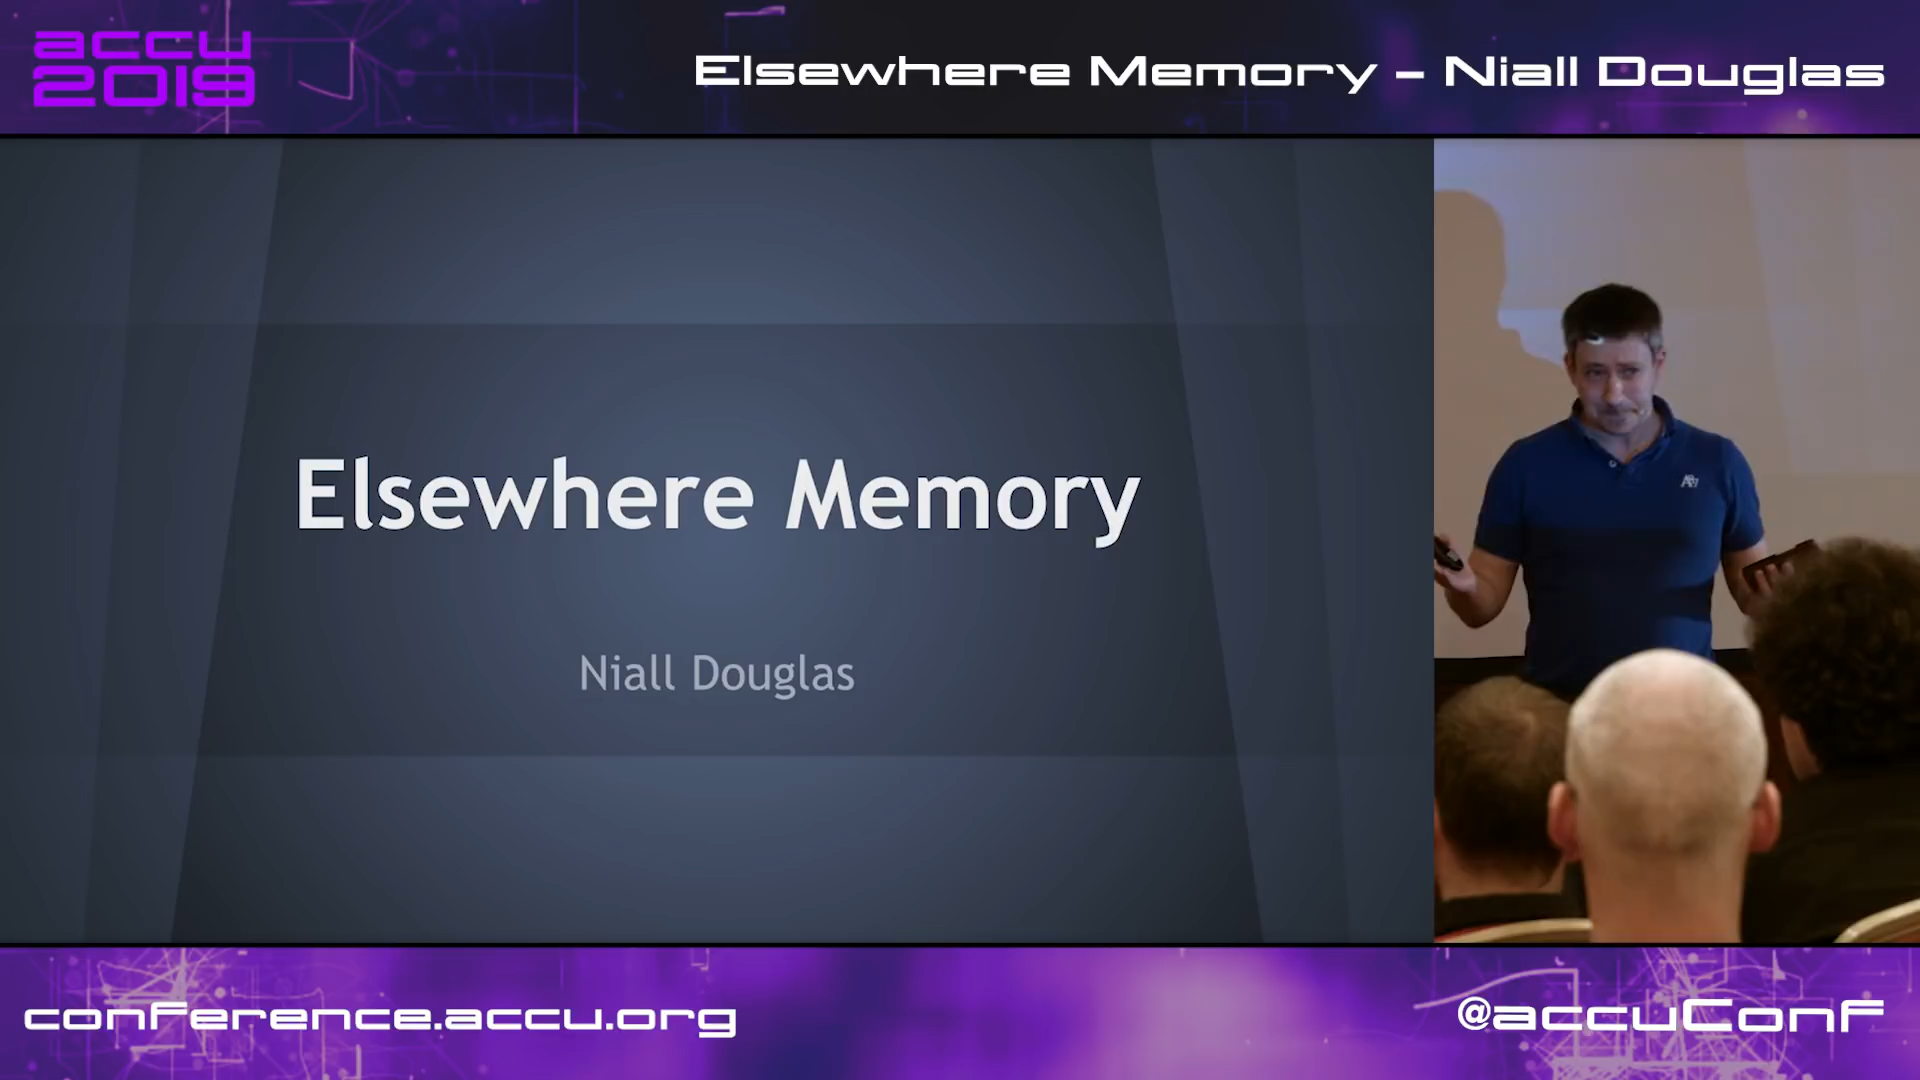 accu
2019
Elsewhere Memory – Niall Douglas
Elsewhere Memory
Niall Douglas
conference.accu.org
@accuConf